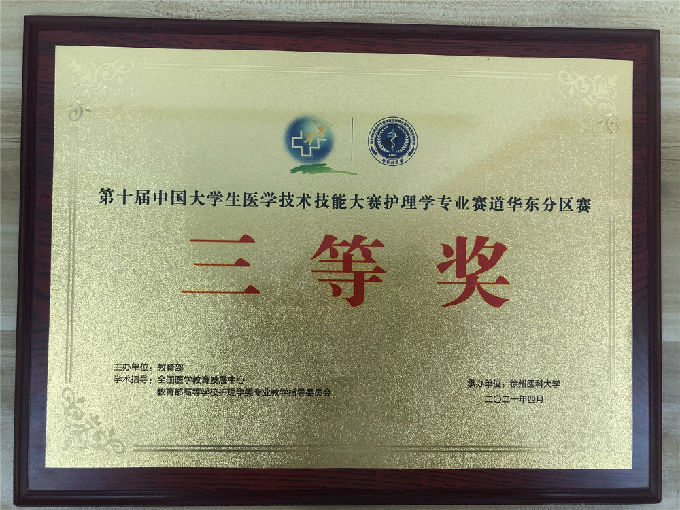 第十届中国大学生医学技术技能大赛护理学专业赛道华东分区赛
三等奖
主办单位：教育部
学术指导：全国医学教育发展中心
教育部高等学校护理学类专业教学指导委员会
承办单位：徐州医科大学
二〇二一年四月